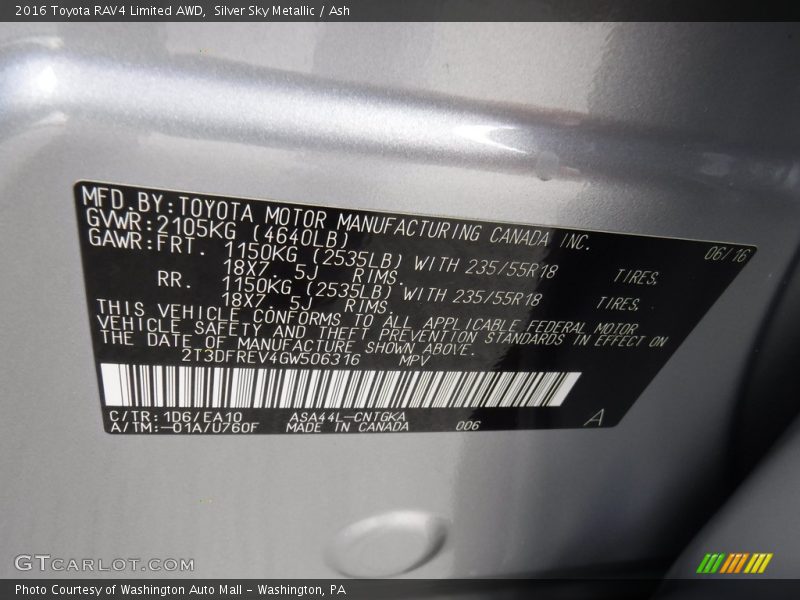 2016 Toyota RAV4 Limited AWD, Silver Sky Metallic / Ash
MFD.BY:TOYOTA MOTOR MANUFACTURING CANADA INC. 06/16
GVWR:2105KG (4640LB)
GAWR:FRT. 1150KG (2535LB) WITH 235/55R18 TIRES,
18X7.5J RIMS.
RR. 1150KG (2535LB) WITH 235/55R18 TIRES,
18X7.5J RIMS.
THIS VEHICLE CONFORMS TO ALL APPLICABLE FEDERAL MOTOR
VEHICLE SAFETY AND THEFT PREVENTION STANDARDS IN EFFECT ON
THE DATE OF MANUFACTURE SHOWN ABOVE.
2T3DFREV4GW506316 MPV
C/TR:1D6/EA10 ASA44L-CNTGKA A
A/TM:-01A/U760F MADE IN CANADA 006
GTCARLOT.COM
Photo Courtesy of Washington Auto Mall - Washington, PA